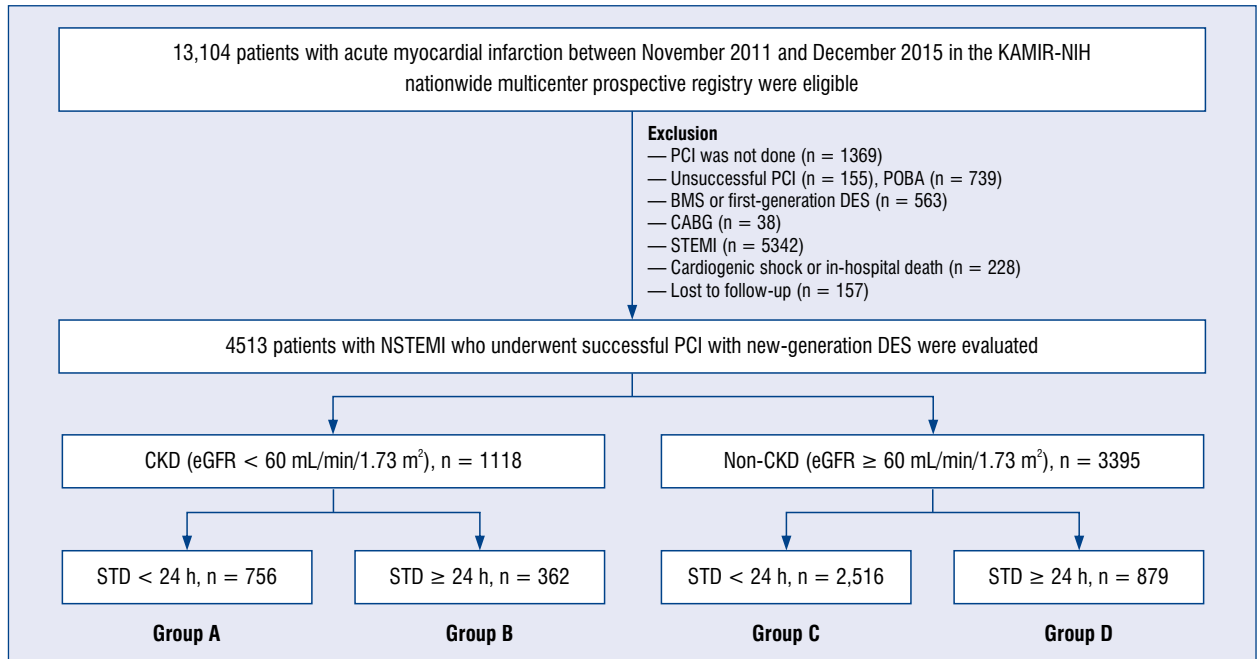 13,104 patients with acute myocardial infarction between November 2011 and December 2015 in the KAMIR-NIH
nationwide multicenter prospective registry were eligible
Exclusion
— PCI was not done (n = 1369)
— Unsuccessful PCI (n = 155), POBA (n = 739)
— BMS or first-generation DES (n = 563)
— CABG (n = 38)
— STEMI (n = 5342)
— Cardiogenic shock or in-hospital death (n = 228)
— Lost to follow-up (n = 157)
4513 patients with NSTEMI who underwent successful PCI with new-generation DES were evaluated
CKD (eGFR < 60 mL/min/1.73 m²), n = 1118
Non-CKD (eGFR ≥ 60 mL/min/1.73 m²), n = 3395
STD < 24 h, n = 756
STD ≥ 24 h, n = 362
STD < 24 h, n = 2,516
STD ≥ 24 h, n = 879
Group A
Group B
Group C
Group D